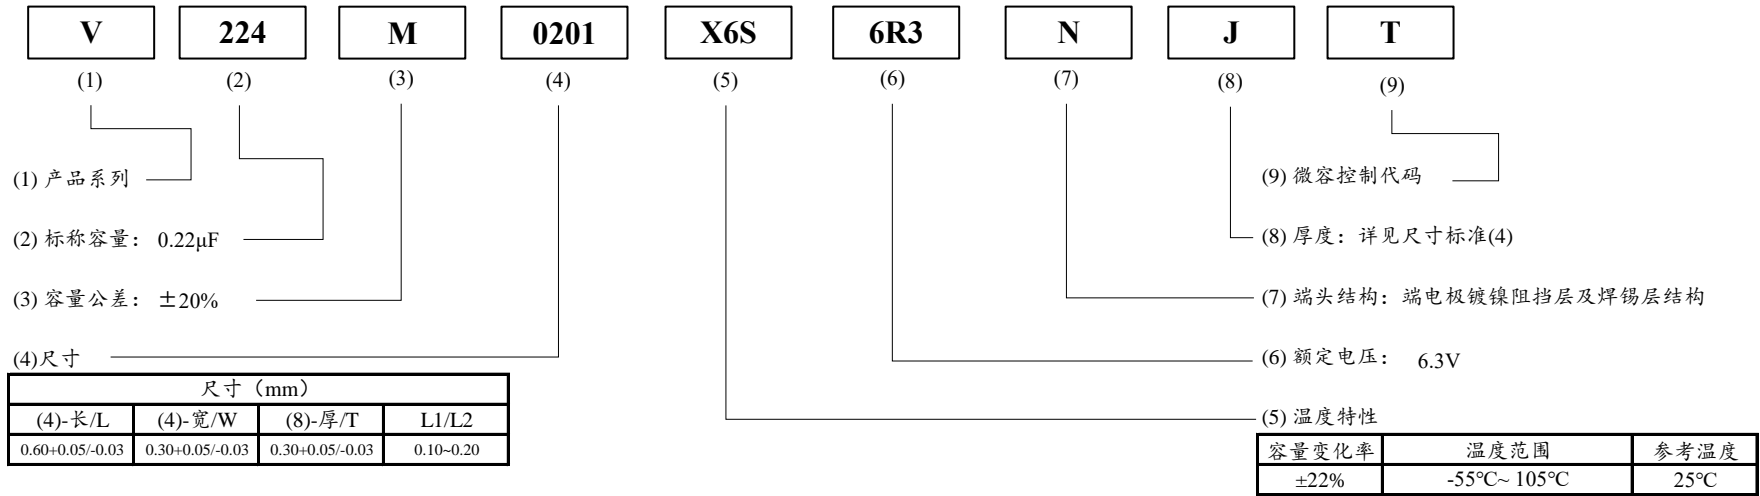 V 224 M 0201 X6S 6R3 N J T
(1) (2) (3) (4) (5) (6) (7) (8) (9)
(1) 产品系列
(9) 微容控制代码
(2) 标称容量： 0.22μF
(8) 厚度：详见尺寸标准(4)
(3) 容量公差： ±20%
(7) 端头结构：端电极镀镍阻挡层及焊锡层结构
(4)尺寸
(6) 额定电压： 6.3V
尺寸（mm）
(4)-长/L (4)-宽/W (8)-厚/T L1/L2
0.60+0.05/-0.03 0.30+0.05/-0.03 0.30+0.05/-0.03 0.10~0.20
(5) 温度特性
容量变化率 温度范围 参考温度
±22% -55℃~ 105℃ 25℃